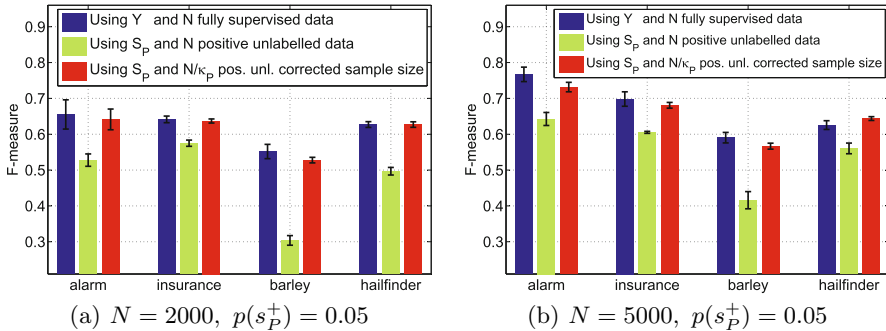 Using Y and N fully supervised data
Using S_P and N positive unlabelled data
Using S_P and N/κ_P pos. unl. corrected sample size
F-measure
0.9
0.8
0.7
0.6
0.5
0.4
0.3
alarm insurance barley hailfinder
(a) N = 2000, p(s_P^+) = 0.05
Using Y and N fully supervised data
Using S_P and N positive unlabelled data
Using S_P and N/κ_P pos. unl. corrected sample size
F-measure
0.9
0.8
0.7
0.6
0.5
0.4
0.3
alarm insurance barley hailfinder
(b) N = 5000, p(s_P^+) = 0.05